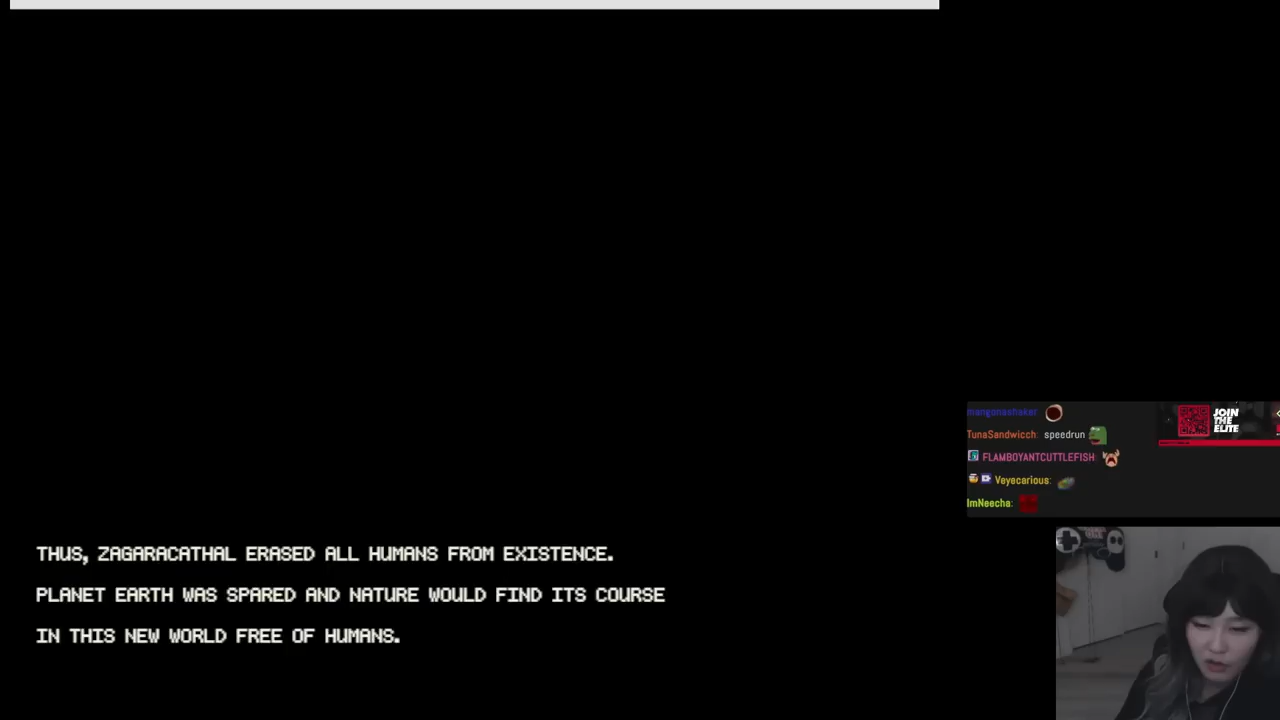 mangonashaker:
JOIN
THE
ELITE
TunaSandwicch: speedrun
FLAMBOYANTCUTTLEFISH:
Veyecarious:
ImNeecha:
THUS, ZAGARACATHAL ERASED ALL HUMANS FROM EXISTENCE.
PLANET EARTH WAS SPARED AND NATURE WOULD FIND ITS COURSE
IN THIS NEW WORLD FREE OF HUMANS.